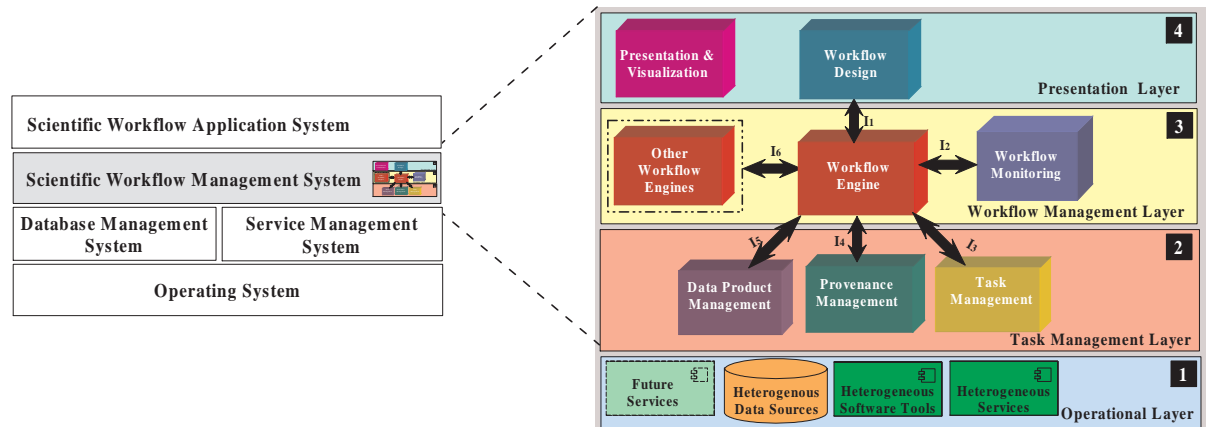 Scientific Workflow Application System
Scientific Workflow Management System
Database Management
System
Service Management
System
Operating System
4
Presentation &
Visualization
Workflow
Design
Presentation Layer
I1
3
Other
Workflow
Engines
I6
Workflow
Engine
I2
Workflow
Monitoring
Workflow Management Layer
I5
I4
I3
2
Data Product
Management
Provenance
Management
Task
Management
Task Management Layer
1
Future
Services
Heterogenous
Data Sources
Heterogeneous
Software Tools
Heterogeneous
Services
Operational Layer